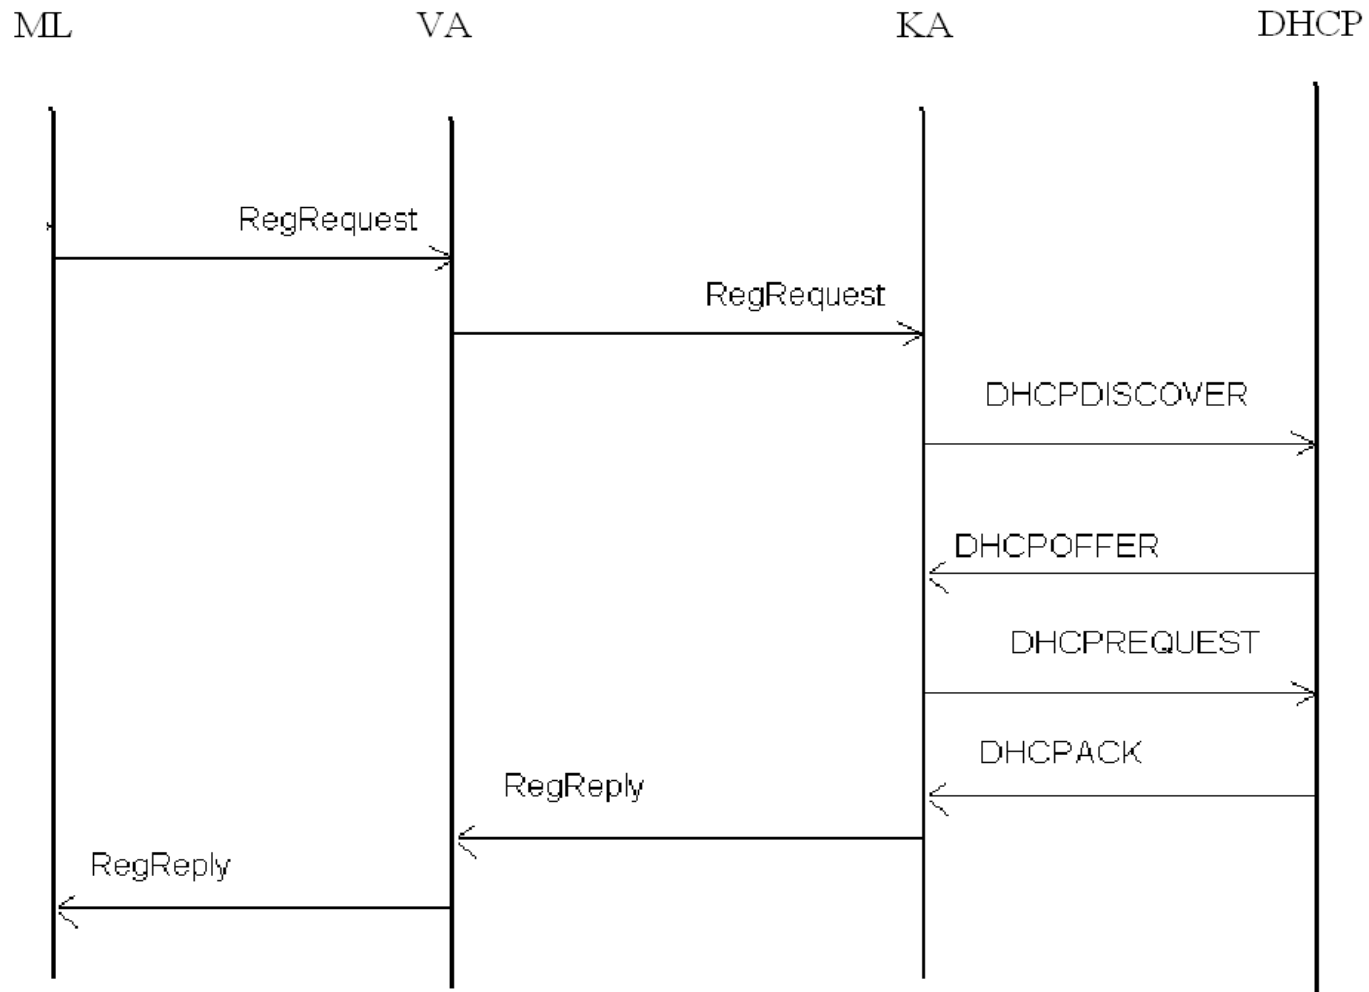 ML VA KA DHCP
RegRequest
RegRequest
DHCPDISCOVER
DHCPOFFER
DHCPREQUEST
DHCPACK
RegReply
RegReply